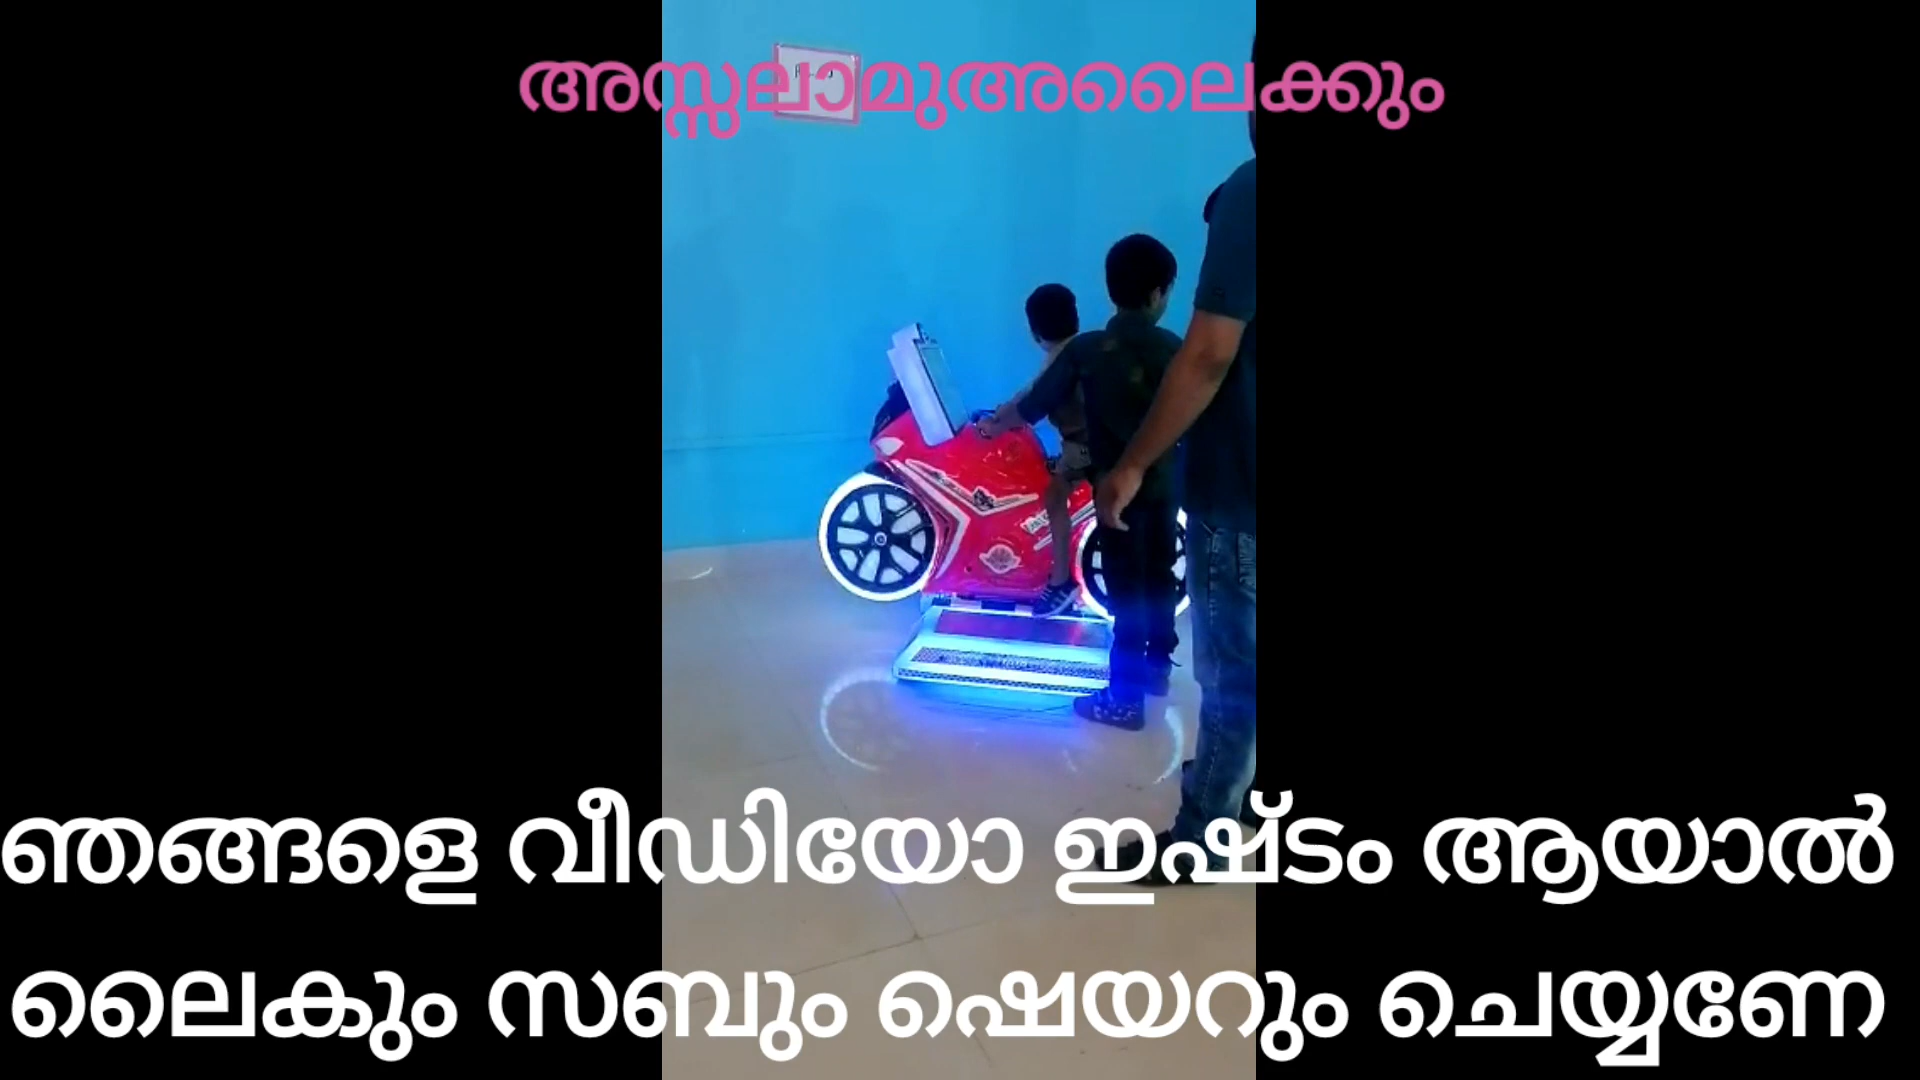 അസ്സലാമുഅലൈക്കും
ഞങ്ങളെ വീഡിയോ ഇഷ്ടം ആയാൽ
ലൈകും സബും ഷെയറും ചെയ്യണേ